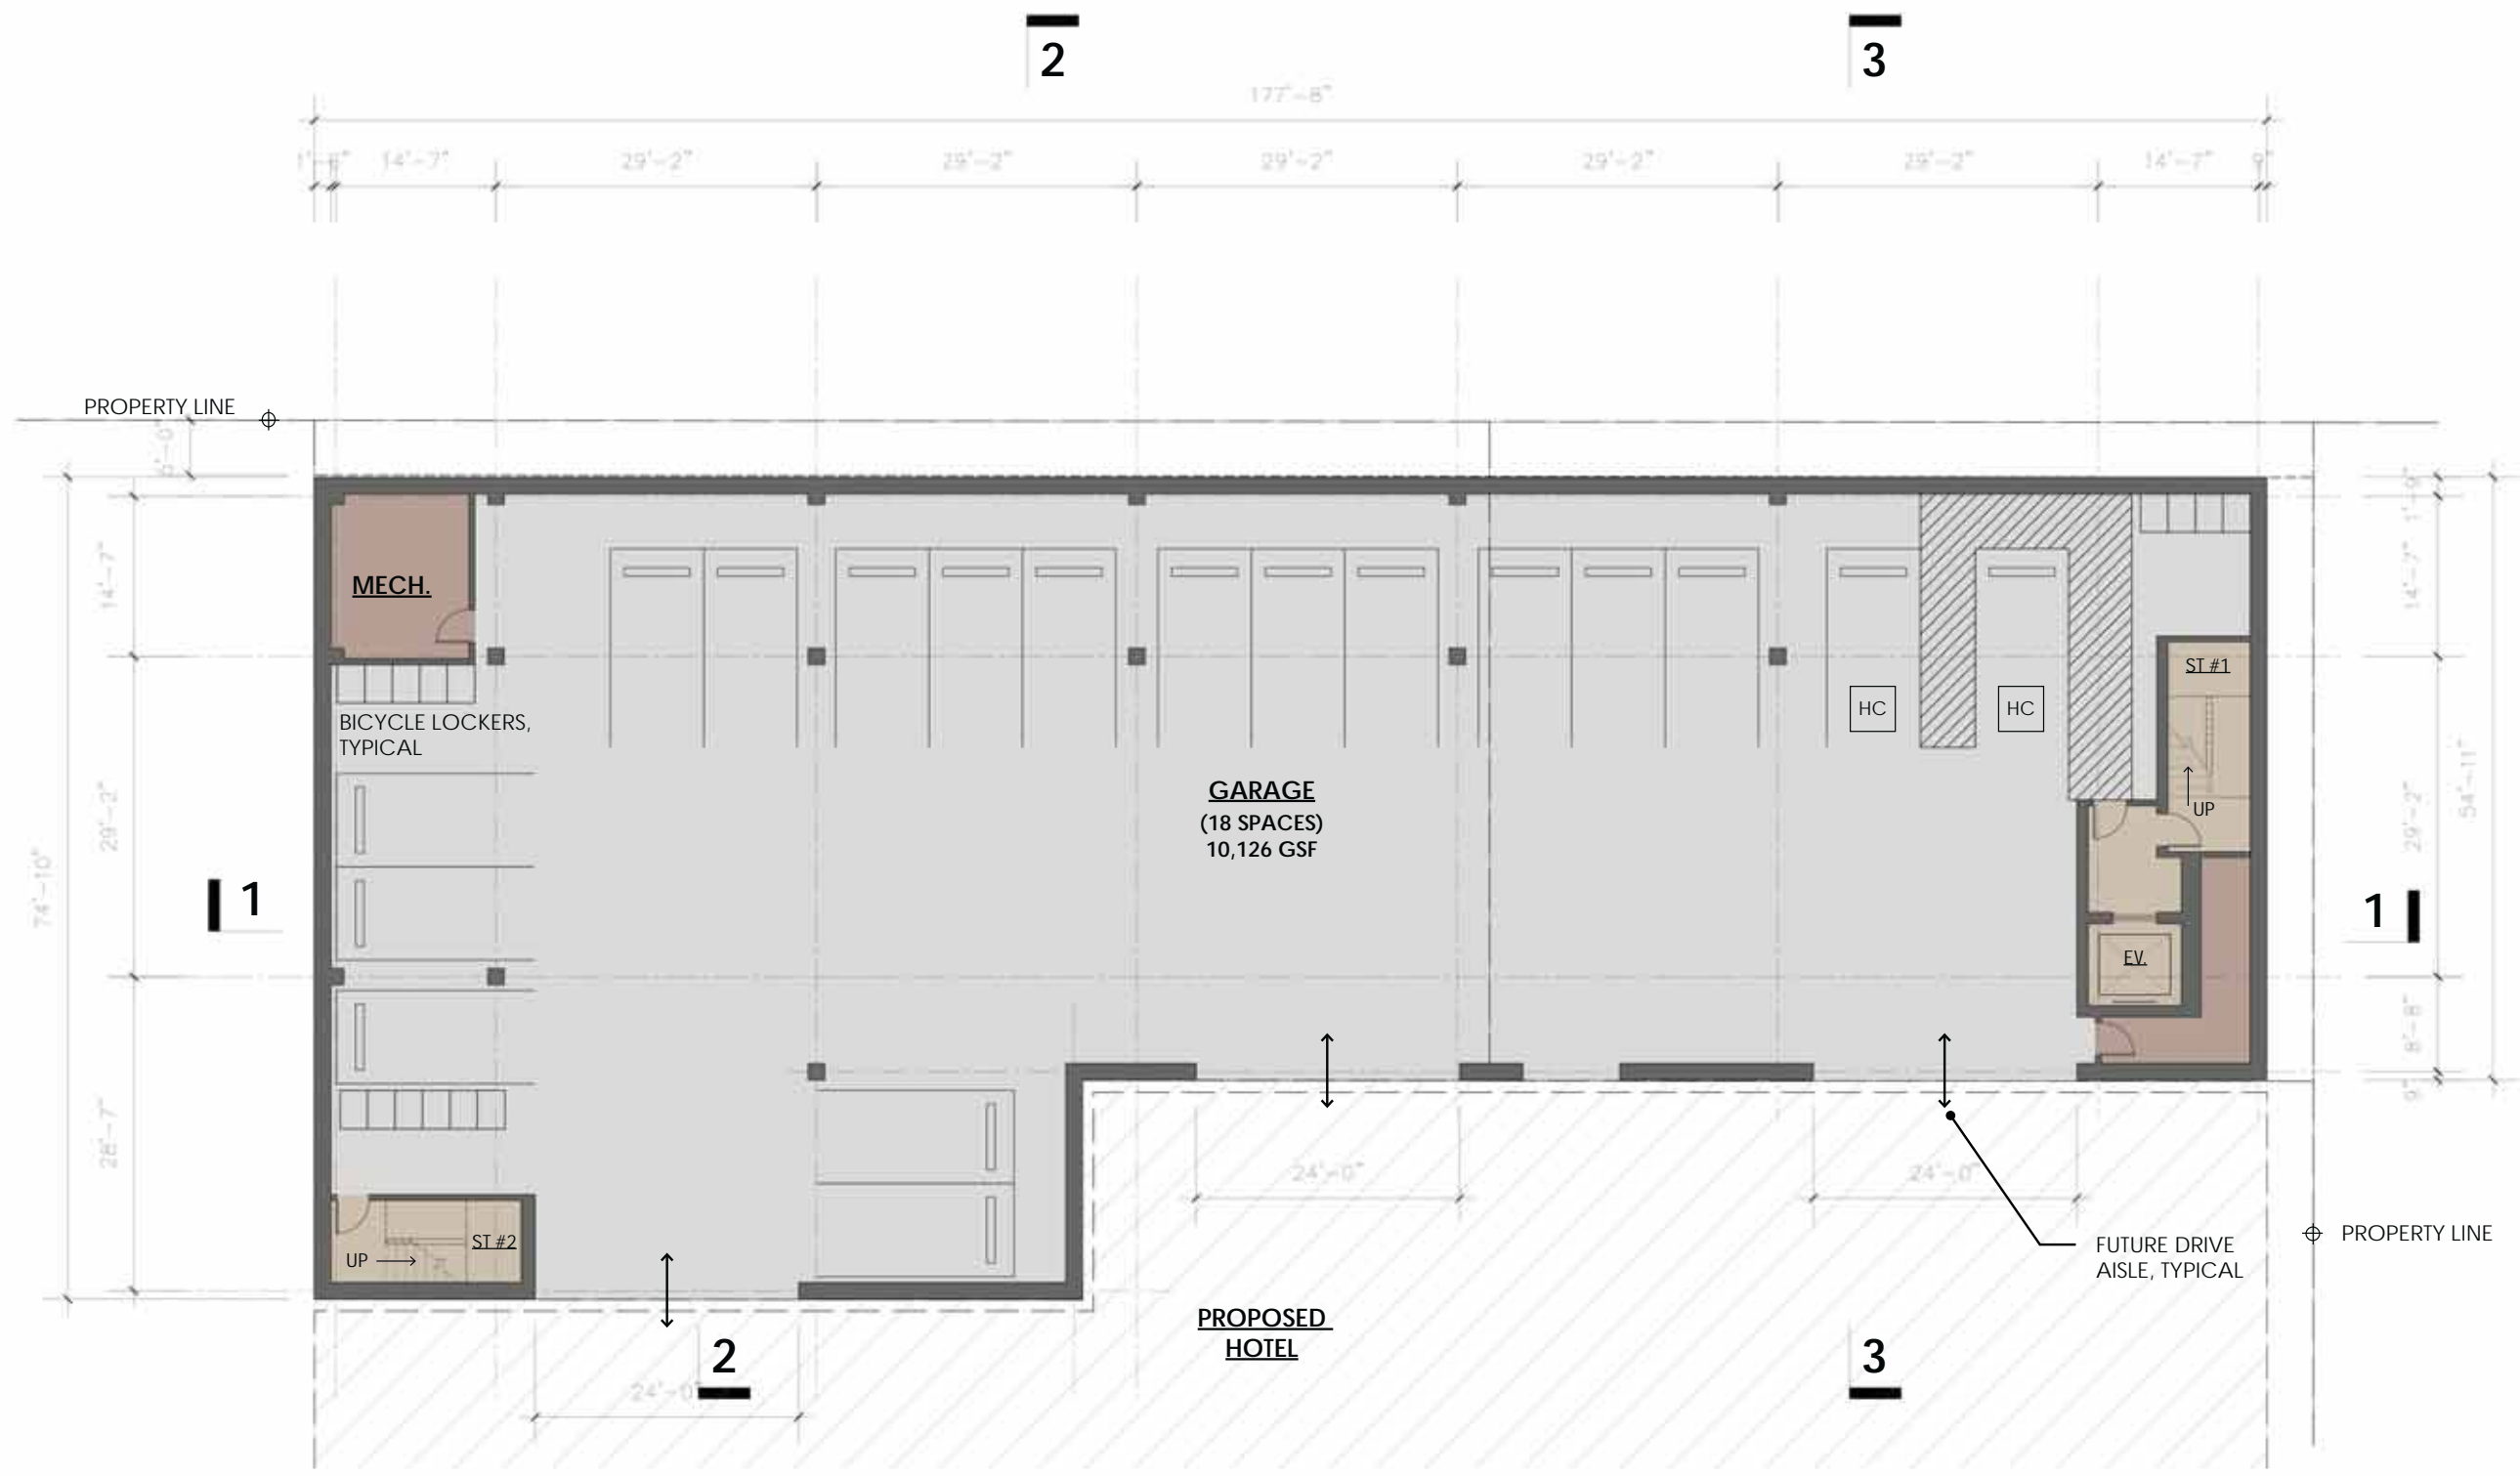 2
3
177'-8"
14'-7"
29'-2"
29'-2"
29'-2"
29'-2"
29'-2"
14'-7"
9"
PROPERTY LINE
MECH.
14'-7"
14'-7"
ST #1
HC
HC
BICYCLE LOCKERS,
TYPICAL
GARAGE
(18 SPACES)
10,126 GSF
UP
29'-2"
29'-2"
54'-11"
74'-10"
1
1
EV.
8'-8"
9"
28'-7"
24'-0"
24'-0"
UP
ST #2
PROPERTY LINE
FUTURE DRIVE
AISLE, TYPICAL
PROPOSED
HOTEL
2
3
24'-0"